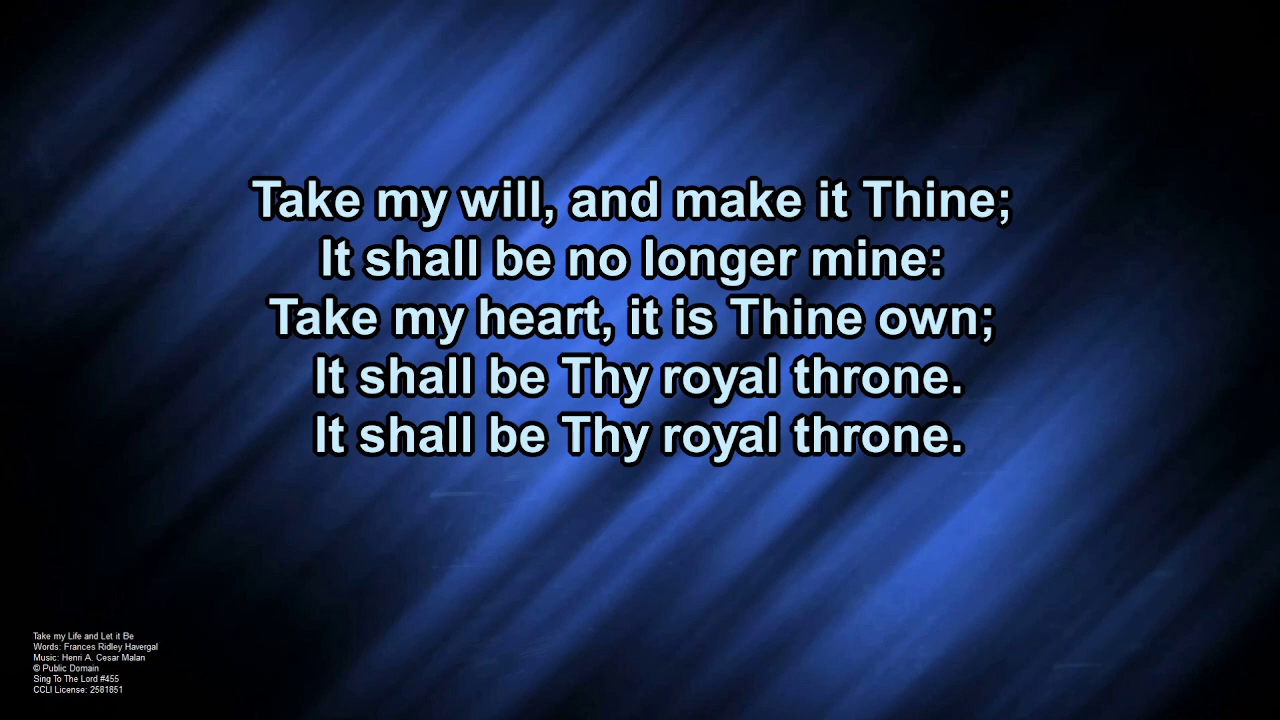 Take my will, and make it Thine;
It shall be no longer mine:
Take my heart, it is Thine own;
It shall be Thy royal throne.
It shall be Thy royal throne.
Take my Life and Let it Be
Words: Frances Ridley Havergal
Music: Henri A. Cesar Malan
© Public Domain
Sing To The Lord #455
CCLI License: 2581851